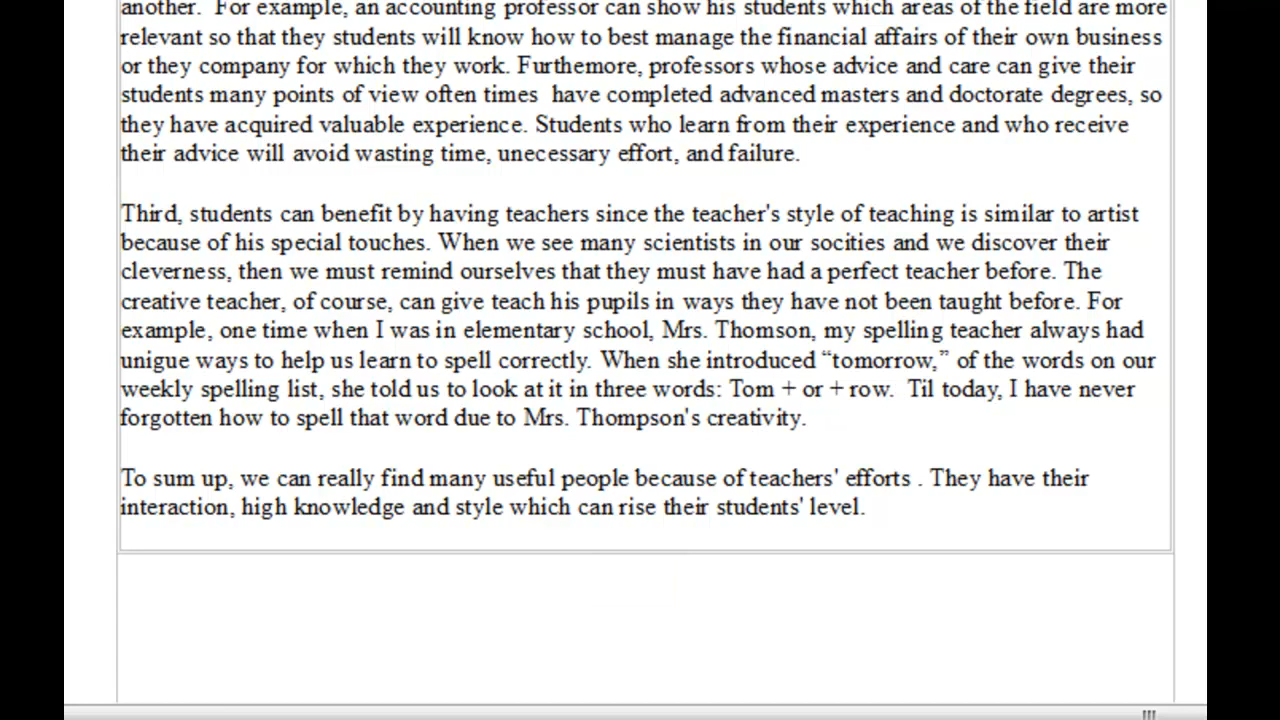 another.  For example, an accounting professor can show his students which areas of the field are more
relevant so that they students will know how to best manage the financial affairs of their own business
or they company for which they work. Furthemore, professors whose advice and care can give their
students many points of view often times  have completed advanced masters and doctorate degrees, so
they have acquired valuable experience. Students who learn from their experience and who receive
their advice will avoid wasting time, unecessary effort, and failure.
Third, students can benefit by having teachers since the teacher's style of teaching is similar to artist
because of his special touches. When we see many scientists in our socities and we discover their
cleverness, then we must remind ourselves that they must have had a perfect teacher before. The
creative teacher, of course, can give teach his pupils in ways they have not been taught before. For
example, one time when I was in elementary school, Mrs. Thomson, my spelling teacher always had
unigue ways to help us learn to spell correctly. When she introduced “tomorrow,” of the words on our
weekly spelling list, she told us to look at it in three words: Tom + or + row.  Til today, I have never
forgotten how to spell that word due to Mrs. Thompson's creativity.
To sum up, we can really find many useful people because of teachers' efforts . They have their
interaction, high knowledge and style which can rise their students' level.